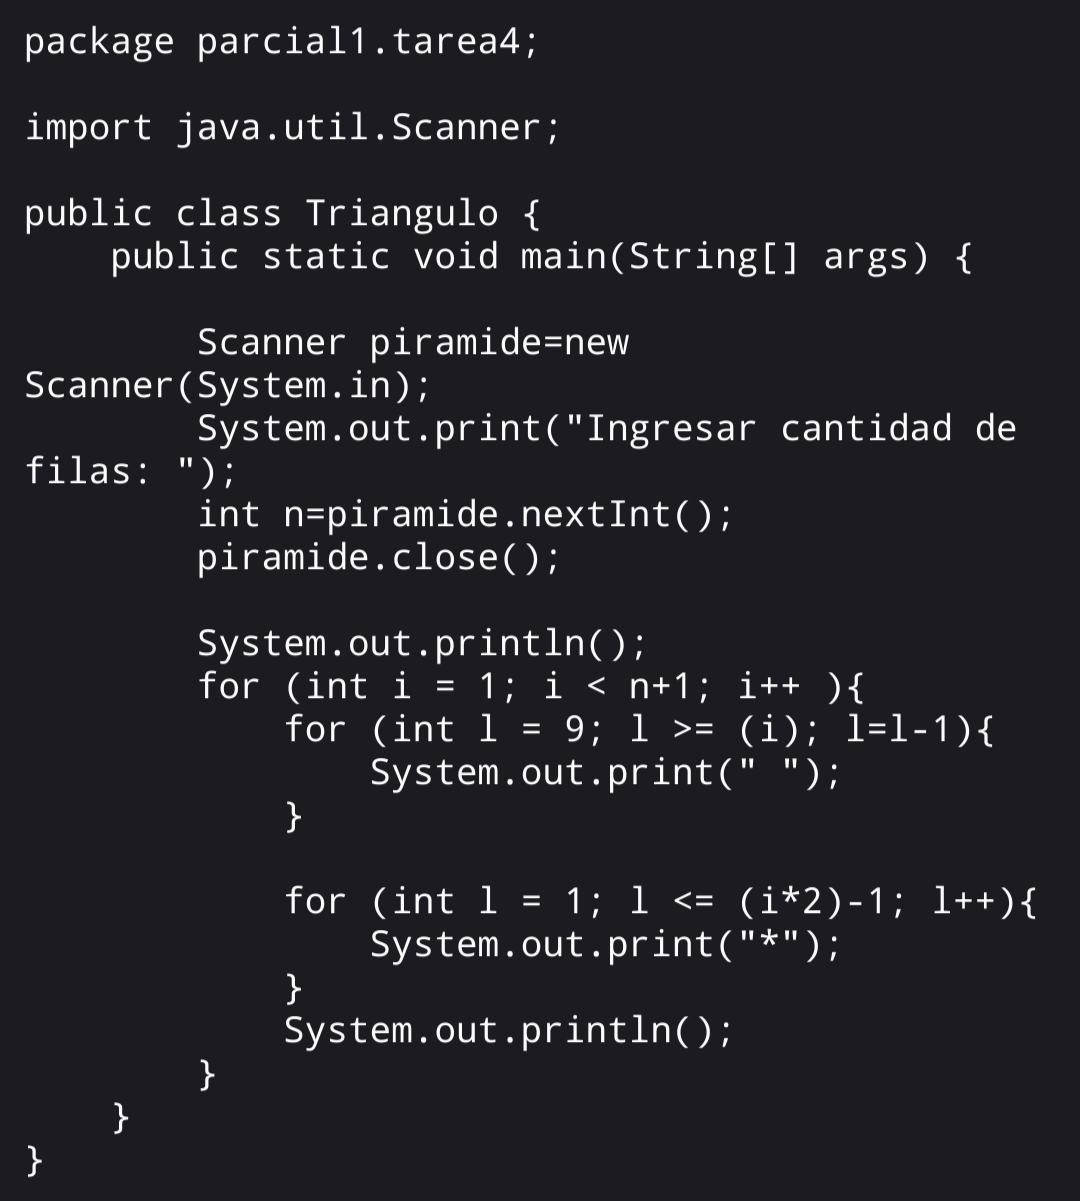 package parcial1.tarea4;

import java.util.Scanner;

public class Triangulo {
    public static void main(String[] args) {

        Scanner piramide=new
Scanner(System.in);
        System.out.print("Ingresar cantidad de
filas: ");
        int n=piramide.nextInt();
        piramide.close();

        System.out.println();
        for (int i = 1; i < n+1; i++ ){
            for (int l = 9; l >= (i); l=l-1){
                System.out.print(" ");
            }

            for (int l = 1; l <= (i*2)-1; l++){
                System.out.print("*");
            }
            System.out.println();
        }
    }
}